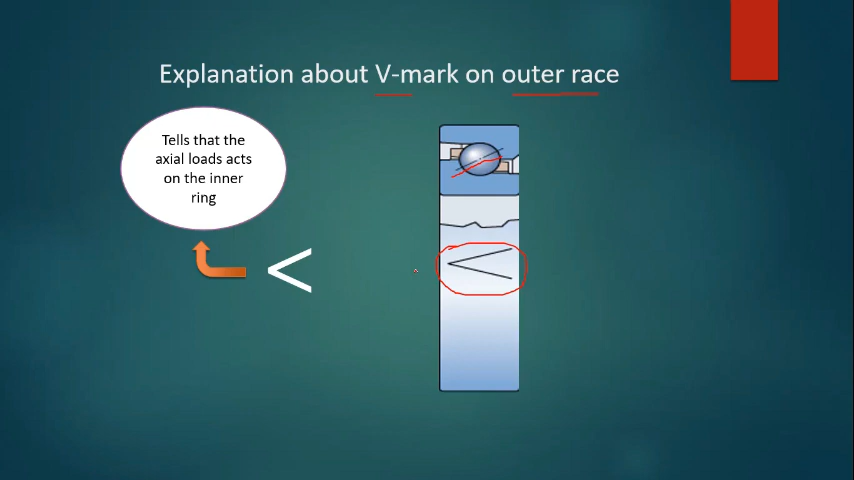 Explanation about V-mark on outer race
Tells that the
axial loads acts
on the inner
ring
<